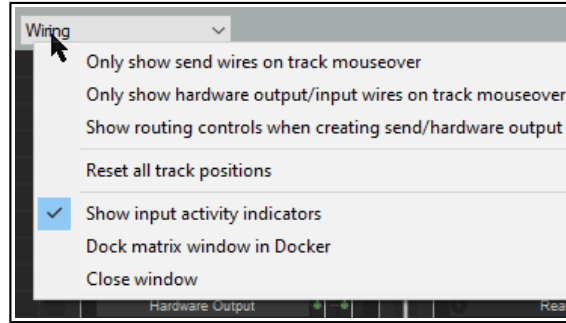 Wiring
Only show send wires on track mouseover
Only show hardware output/input wires on track mouseover
Show routing controls when creating send/hardware output
Reset all track positions
Show input activity indicators
Dock matrix window in Docker
Close window
Hardware Output